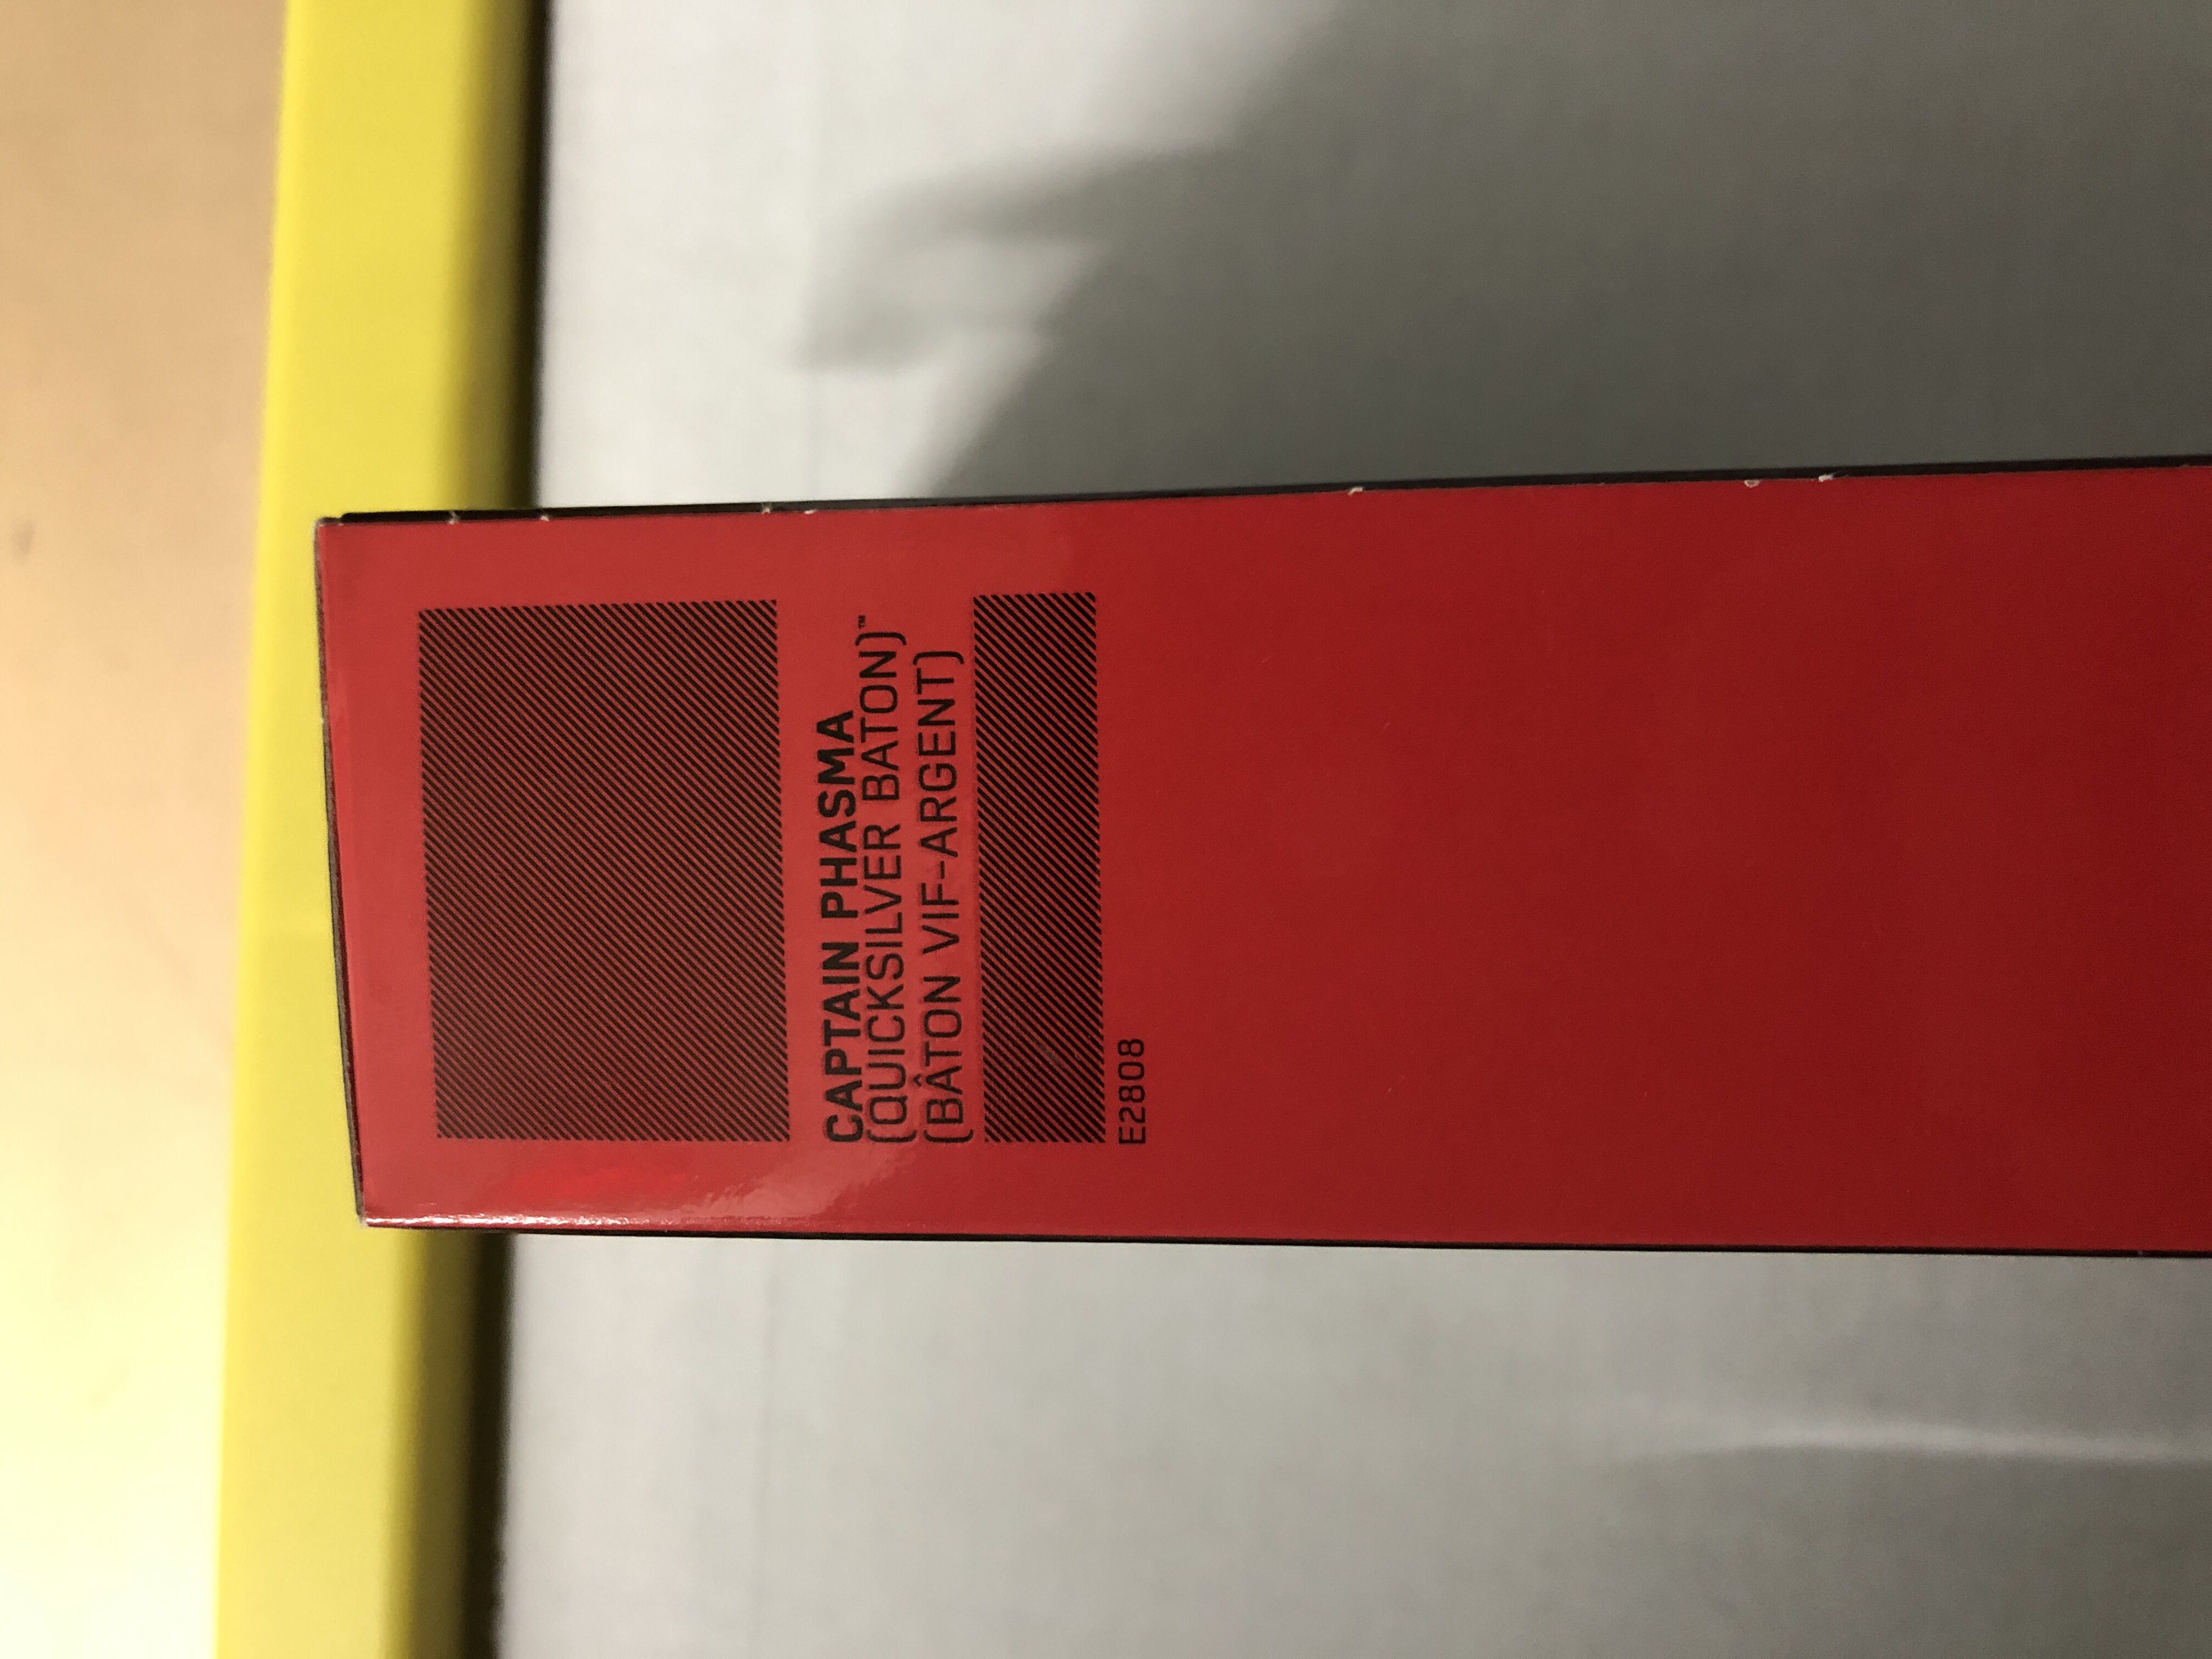 CAPTAIN PHASMA
(QUICKSILVER BATON)™
(BÂTON VIF-ARGENT)
E2808